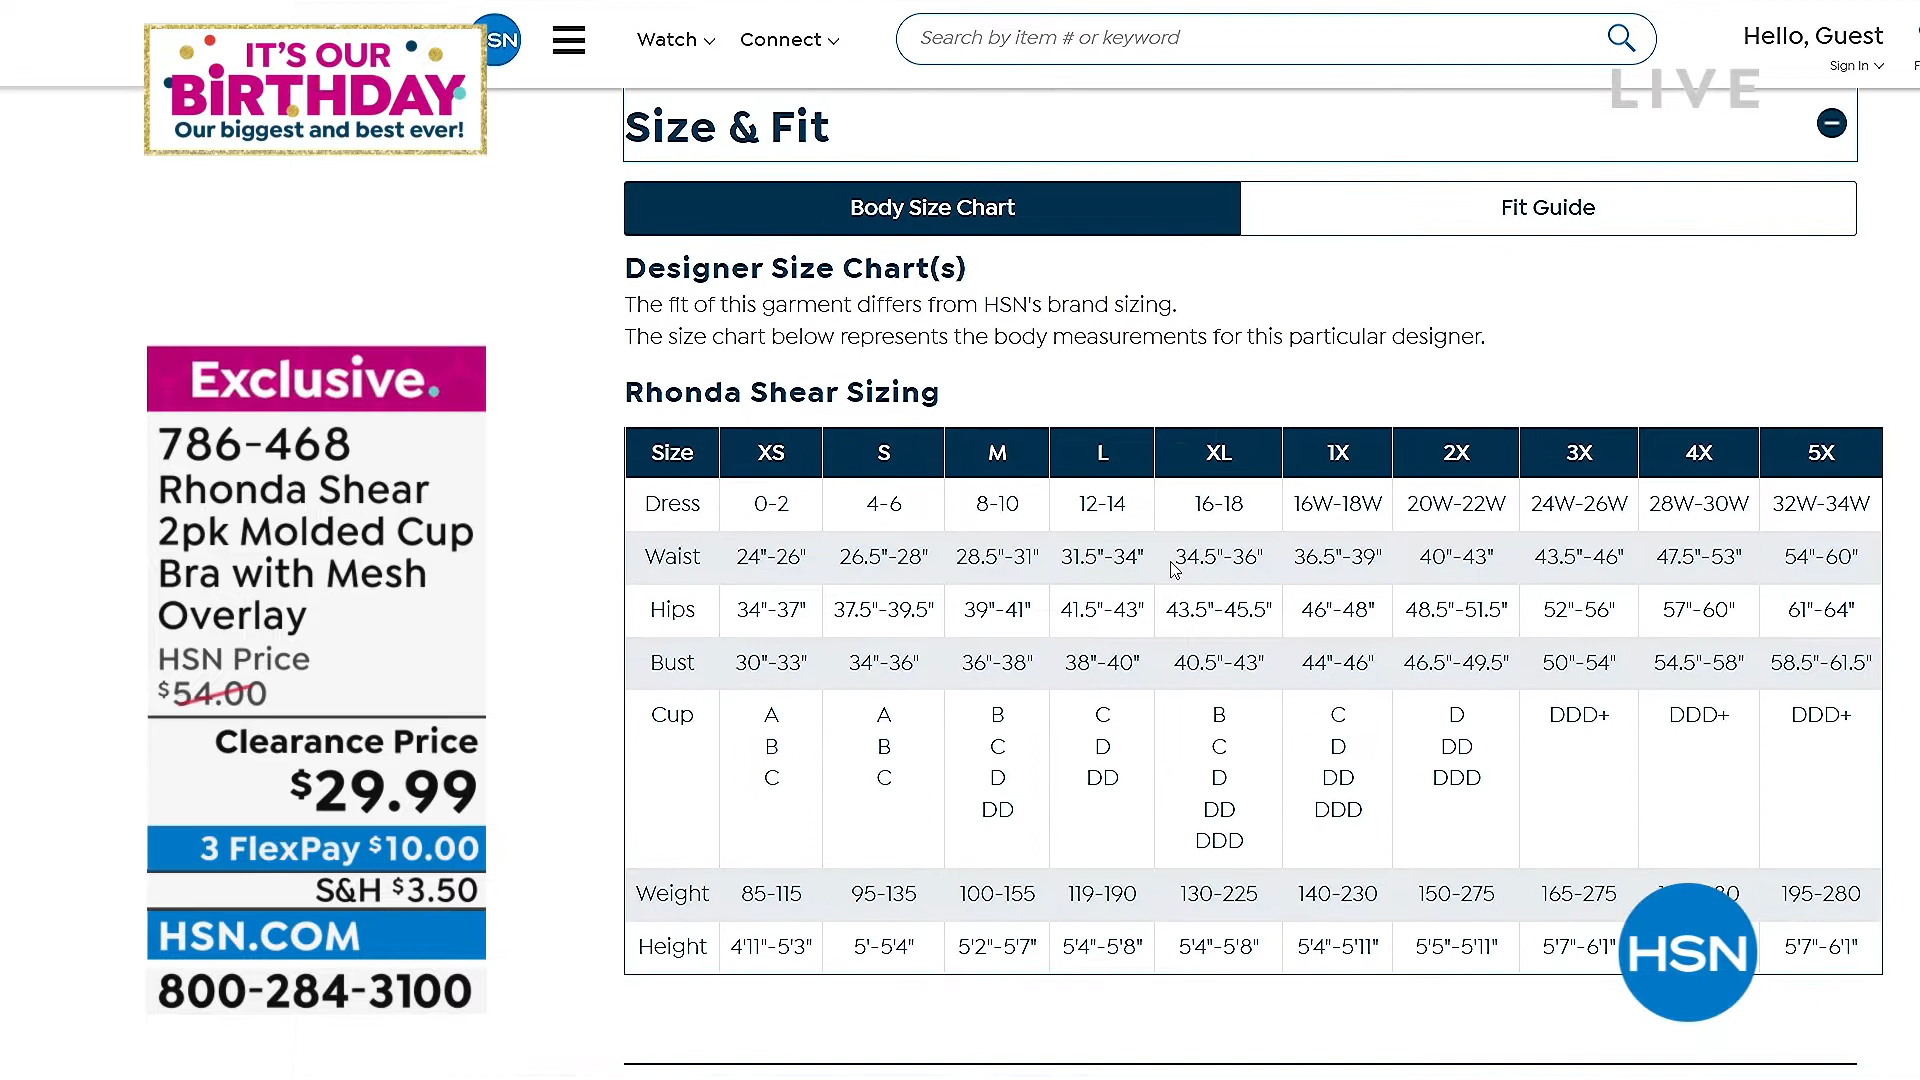 IT'S OUR
BiRTHDAY
Our biggest and best ever!
HSN
Watch
Connect
Search by item # or keyword
Hello, Guest
Sign In
LIVE
Size & Fit
Body Size Chart
Fit Guide
Designer Size Chart(s)
The fit of this garment differs from HSN's brand sizing.
The size chart below represents the body measurements for this particular designer.
Rhonda Shear Sizing
Size XS S M L XL 1X 2X 3X 4X 5X
Dress 0-2 4-6 8-10 12-14 16-18 16W-18W 20W-22W 24W-26W 28W-30W 32W-34W
Waist 24"-26" 26.5"-28" 28.5"-31" 31.5"-34" 34.5"-36" 36.5"-39" 40"-43" 43.5"-46" 47.5"-53" 54"-60"
Hips 34"-37" 37.5"-39.5" 39"-41" 41.5"-43" 43.5"-45.5" 46"-48" 48.5"-51.5" 52"-56" 57"-60" 61"-64"
Bust 30"-33" 34"-36" 36"-38" 38"-40" 40.5"-43" 44"-46" 46.5"-49.5" 50"-54" 54.5"-58" 58.5"-61.5"
Cup A A B C B C D DDD+ DDD+ DDD+
B B C D C D DD
C C D DD D DD DDD
DD DD DDD
DDD
Weight 85-115 95-135 100-155 119-190 130-225 140-230 150-275 165-275 195-280
Height 4'11"-5'3" 5'-5'4" 5'2"-5'7" 5'4"-5'8" 5'4"-5'8" 5'4"-5'11" 5'5"-5'11" 5'7"-6'1" 5'7"-6'1"
HSN
Exclusive.
786-468
Rhonda Shear
2pk Molded Cup
Bra with Mesh
Overlay
HSN Price
$54.00
Clearance Price
$29.99
3 FlexPay $10.00
S&H $3.50
HSN.COM
800-284-3100